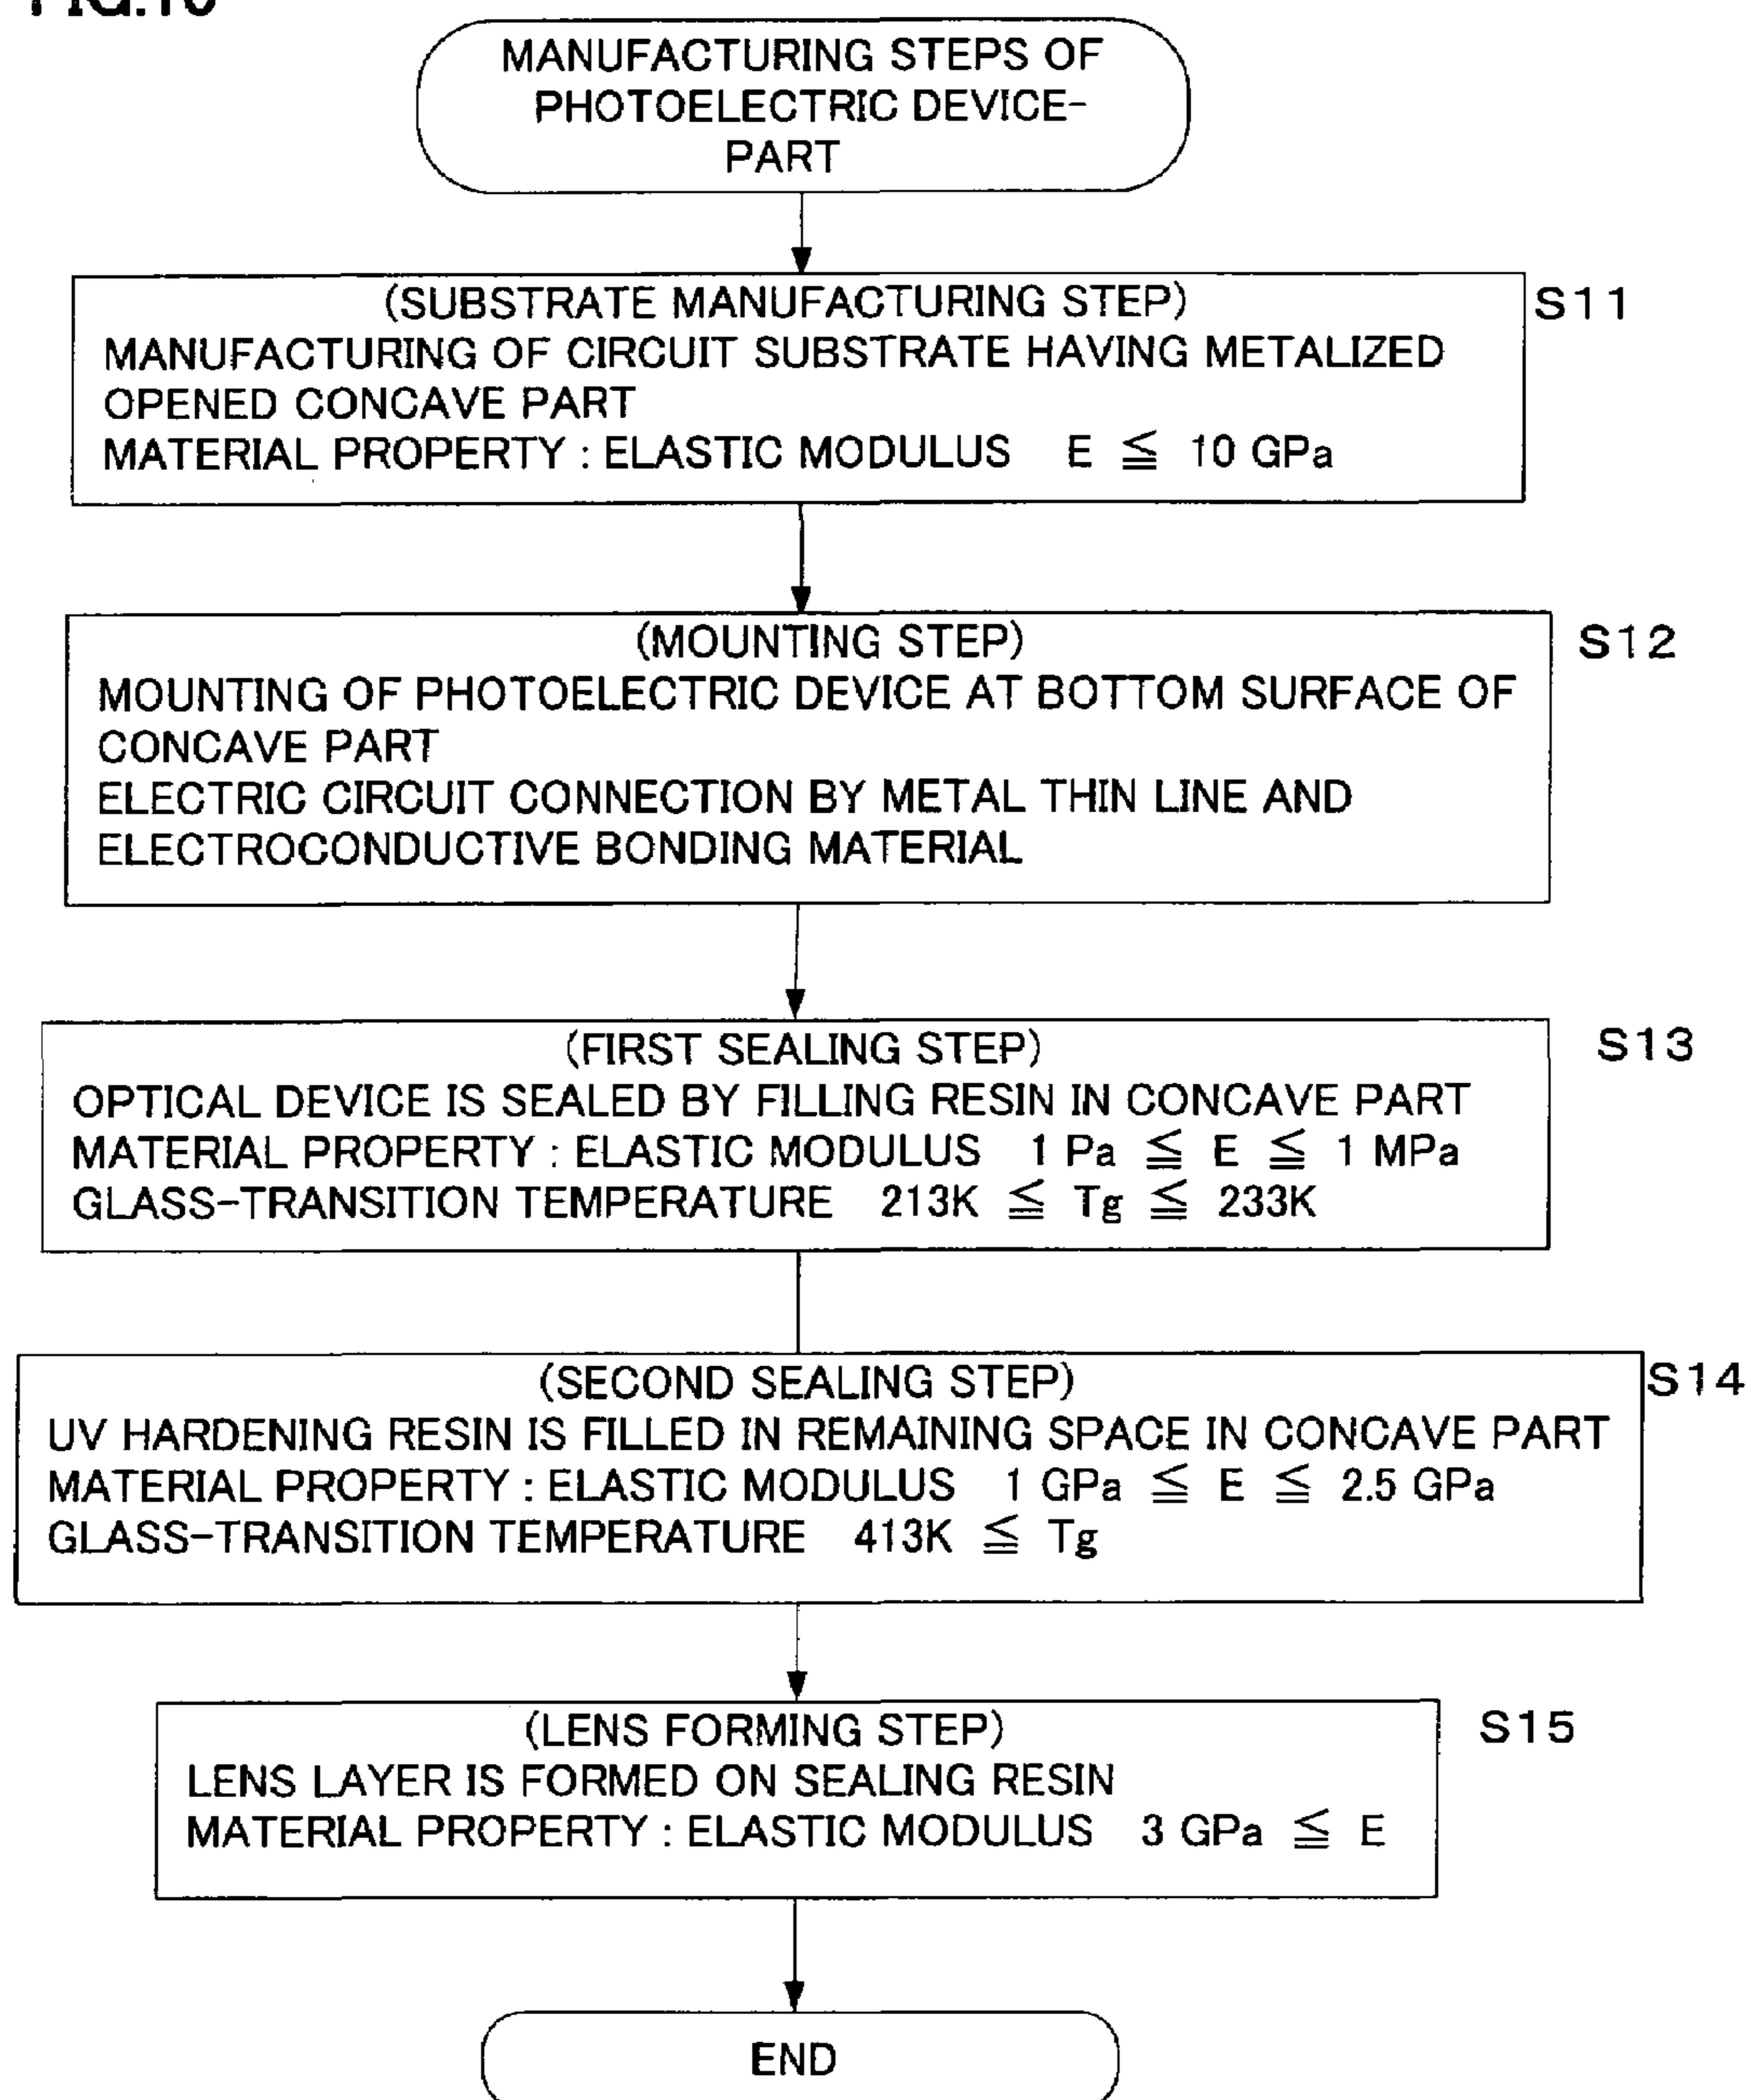 MANUFACTURING STEPS OF
PHOTOELECTRIC DEVICE-
PART
(SUBSTRATE MANUFACTURING STEP)
S11
MANUFACTURING OF CIRCUIT SUBSTRATE HAVING METALIZED
OPENED CONCAVE PART
MATERIAL PROPERTY : ELASTIC MODULUS E ≦ 10 GPa
(MOUNTING STEP)
S12
MOUNTING OF PHOTOELECTRIC DEVICE AT BOTTOM SURFACE OF
CONCAVE PART
ELECTRIC CIRCUIT CONNECTION BY METAL THIN LINE AND
ELECTROCONDUCTIVE BONDING MATERIAL
(FIRST SEALING STEP)
S13
OPTICAL DEVICE IS SEALED BY FILLING RESIN IN CONCAVE PART
MATERIAL PROPERTY : ELASTIC MODULUS 1 Pa ≦ E ≦ 1 MPa
GLASS-TRANSITION TEMPERATURE 213K ≦ Tg ≦ 233K
(SECOND SEALING STEP)
S14
UV HARDENING RESIN IS FILLED IN REMAINING SPACE IN CONCAVE PART
MATERIAL PROPERTY : ELASTIC MODULUS 1 GPa ≦ E ≦ 2.5 GPa
GLASS-TRANSITION TEMPERATURE 413K ≦ Tg
(LENS FORMING STEP)
S15
LENS LAYER IS FORMED ON SEALING RESIN
MATERIAL PROPERTY : ELASTIC MODULUS 3 GPa ≦ E
END